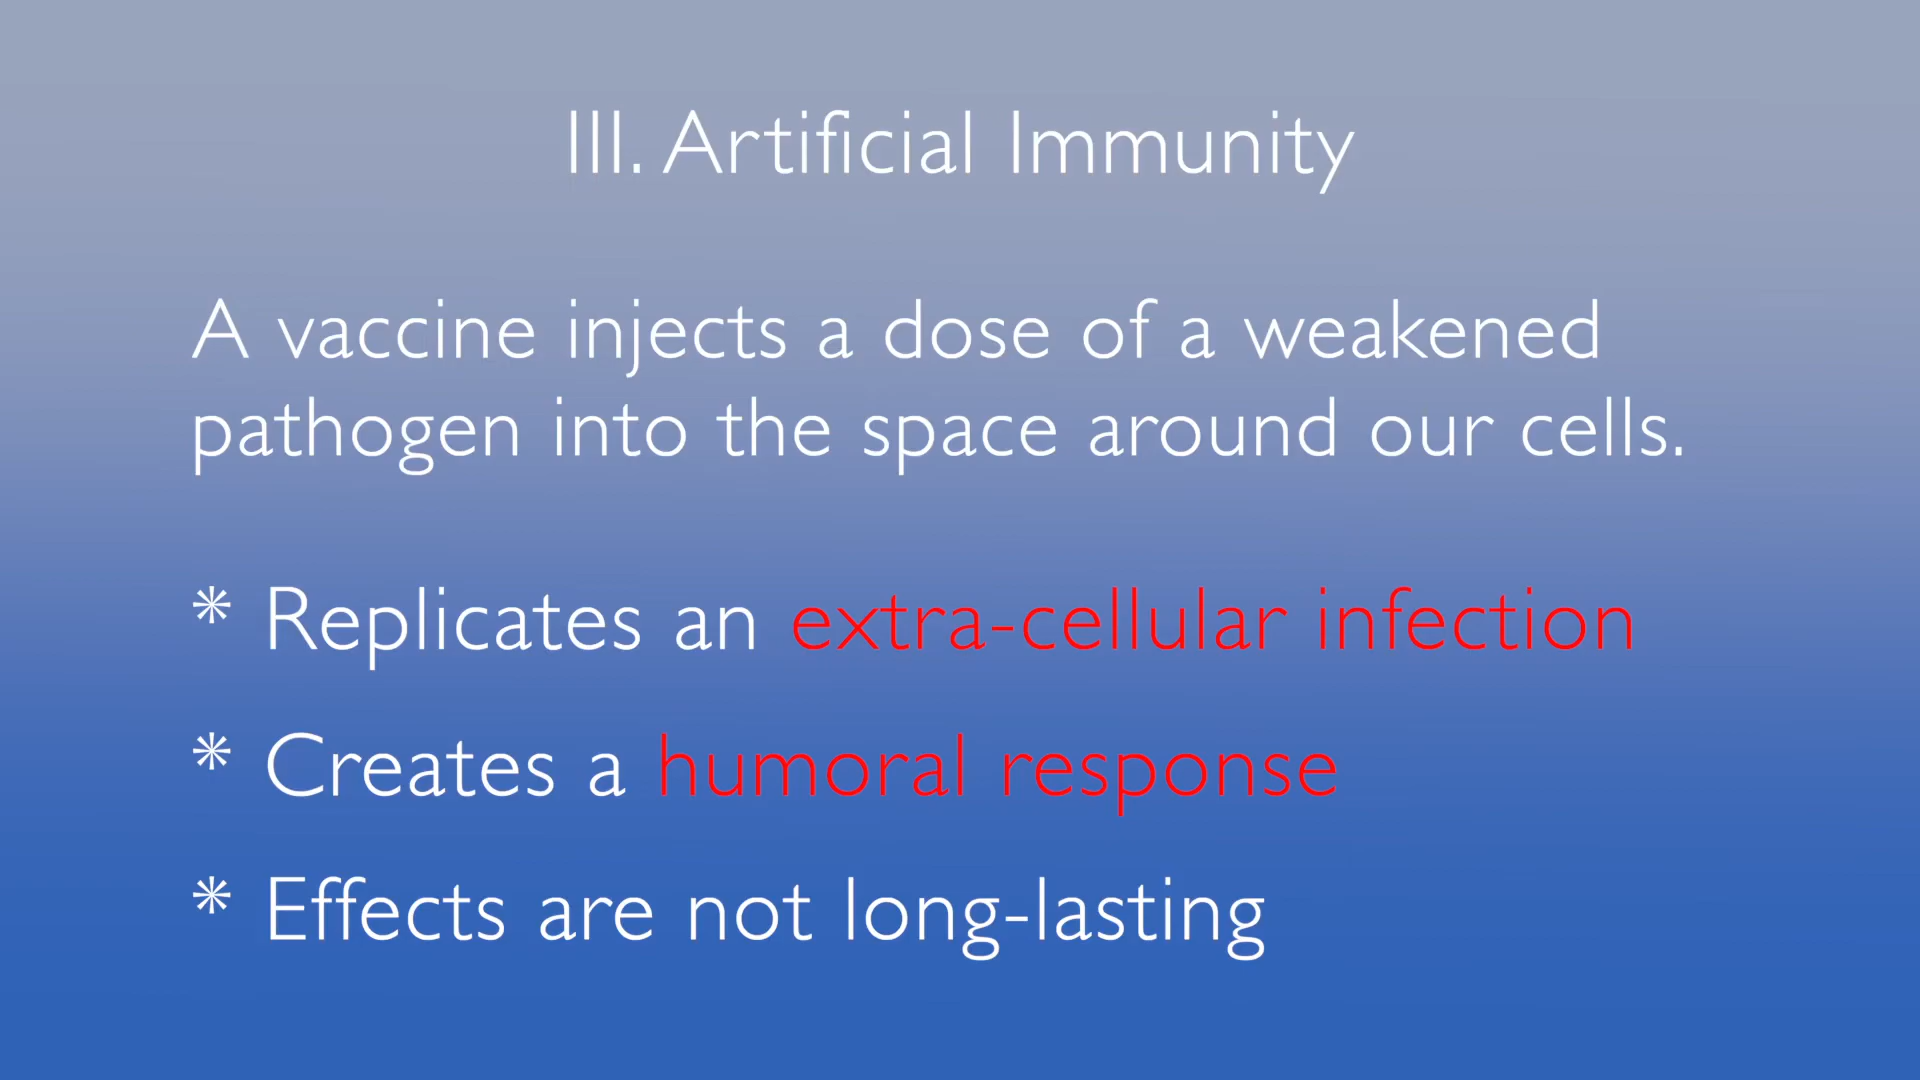 III. Artificial Immunity
A vaccine injects a dose of a weakened
pathogen into the space around our cells.
* Replicates an extra-cellular infection
* Creates a humoral response
* Effects are not long-lasting